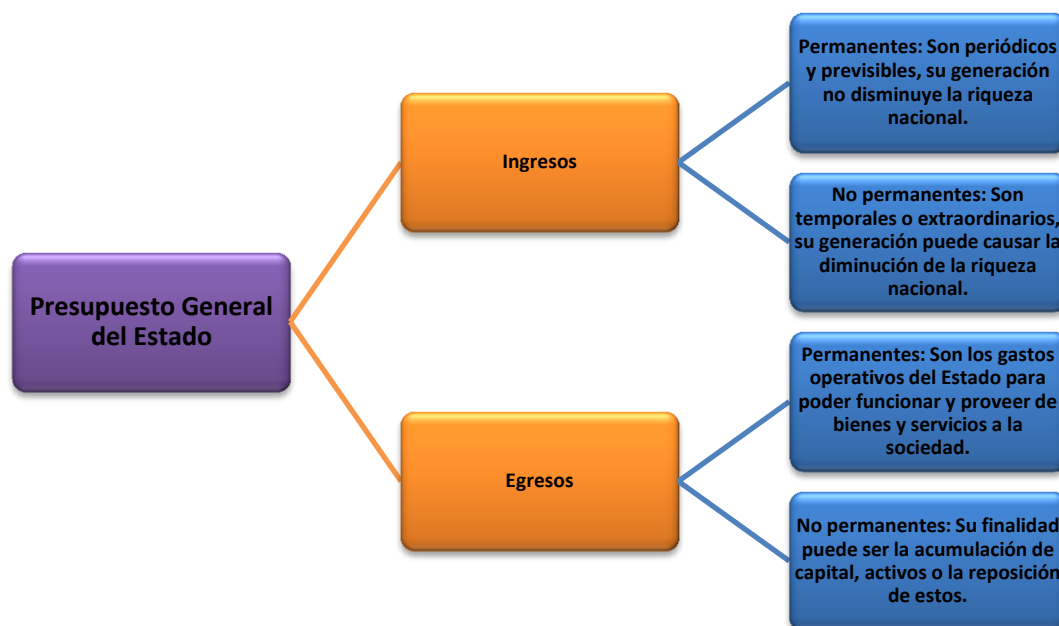 Presupuesto General
del Estado
Ingresos
Permanentes: Son periódicos
y previsibles, su generación
no disminuye la riqueza
nacional.
No permanentes: Son
temporales o extraordinarios,
su generación puede causar la
diminución de la riqueza
nacional.
Egresos
Permanentes: Son los gastos
operativos del Estado para
poder funcionar y proveer de
bienes y servicios a la
sociedad.
No permanentes: Su finalidad
puede ser la acumulación de
capital, activos o la reposición
de estos.